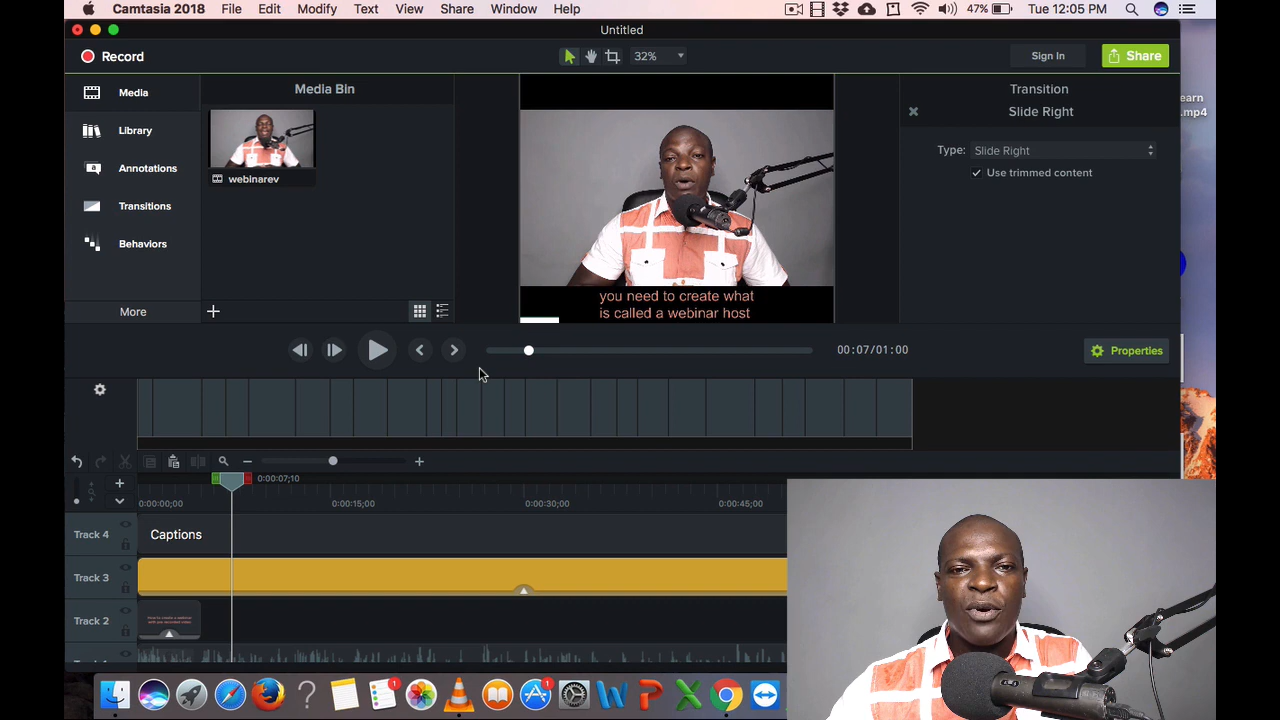 Camtasia 2018 File Edit Modify Text View Share Window Help 47% Tue 12:05 PM
Untitled
Record 32% Sign In Share
Media
Library
Annotations
a
Transitions
Behaviors
More
Media Bin
webinarev
you need to create what
is called a webinar host
Transition
Slide Right
Type: Slide Right
Use trimmed content
earn
.mp4
00:07/01:00
Properties
0:00:07;10
0:00:00;00 0:00:15;00 0:00:30;00 0:00:45;00
Track 4 Captions
Track 3
Track 2
1 1